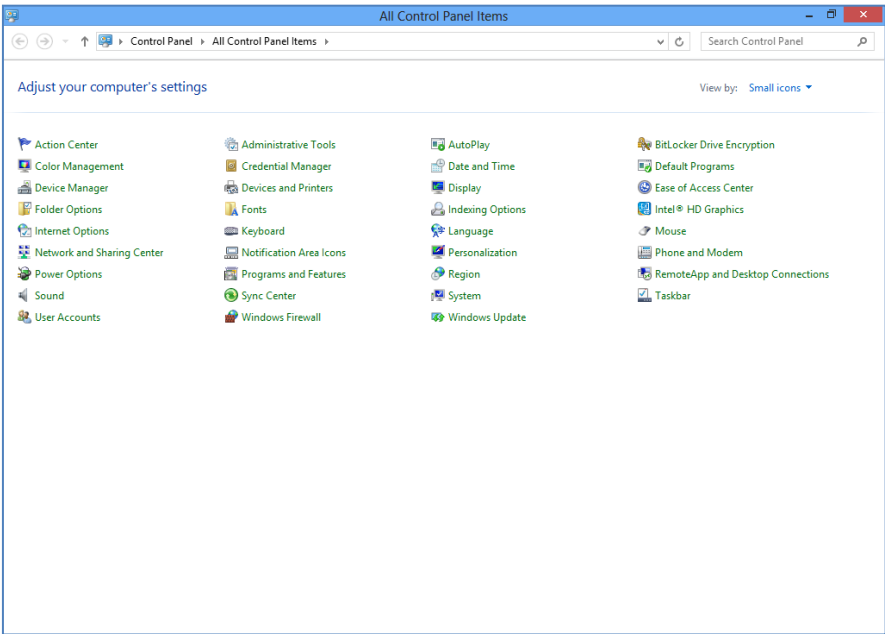 All Control Panel Items
Control Panel All Control Panel Items Search Control Panel
Adjust your computer's settings View by: Small icons
Action Center Administrative Tools AutoPlay BitLocker Drive Encryption
Color Management Credential Manager Date and Time Default Programs
Device Manager Devices and Printers Display Ease of Access Center
Folder Options Fonts Indexing Options Intel® HD Graphics
Internet Options Keyboard Language Mouse
Network and Sharing Center Notification Area Icons Personalization Phone and Modem
Power Options Programs and Features Region RemoteApp and Desktop Connections
Sound Sync Center System Taskbar
User Accounts Windows Firewall Windows Update